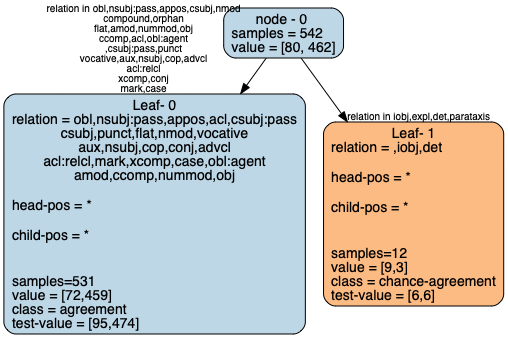 relation in obl,nsubj:pass,appos,csubj,nmod
compound,orphan
flat,amod,nummod,obj
ccomp,acl,obl:agent
,csubj:pass,punct
vocative,aux,nsubj,cop,advcl
acl:relcl
xcomp,conj
mark,case
node - 0
samples = 542
value = [80, 462]
Leaf- 0
relation = obl,nsubj:pass,appos,acl,csubj:pass
csubj,punct,flat,nmod,vocative
aux,nsubj,cop,conj,advcl
acl:relcl,mark,xcomp,case,obl:agent
amod,ccomp,nummod,obj
head-pos = *
child-pos = *
samples=531
value = [72,459]
class = agreement
test-value = [95,474]
relation in iobj,expl,det,parataxis
Leaf- 1
relation = ,iobj,det
head-pos = *
child-pos = *
samples=12
value = [9,3]
class = chance-agreement
test-value = [6,6]